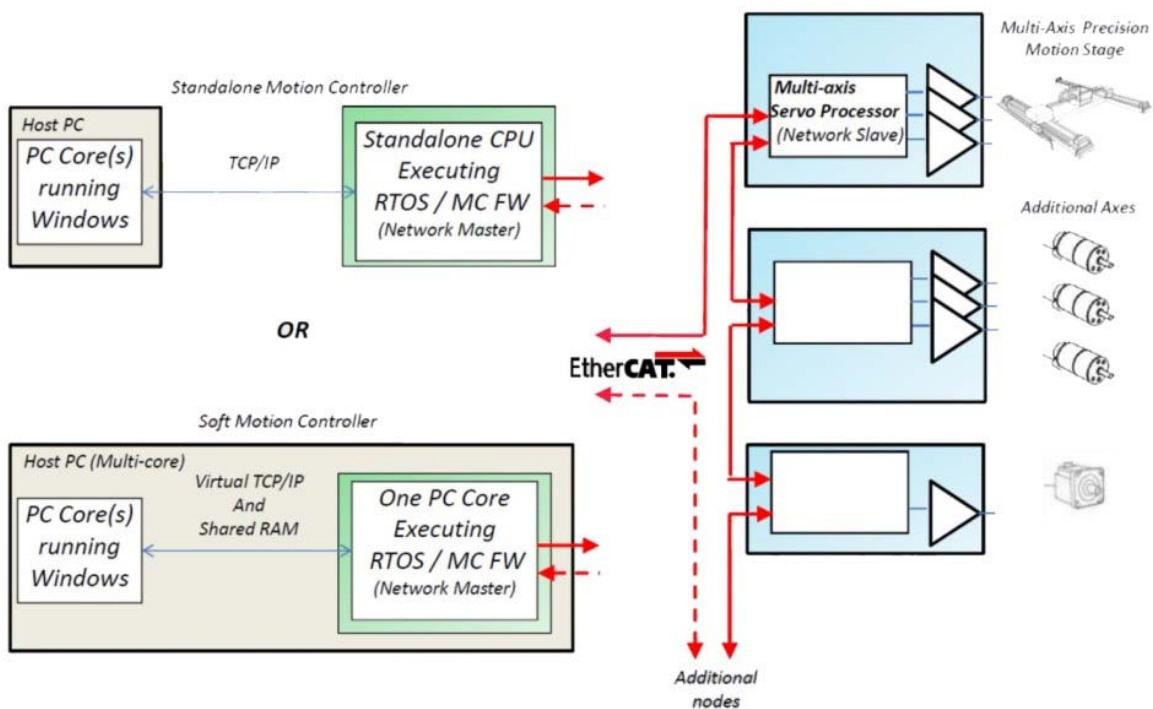 Standalone Motion Controller
Host PC
PC Core(s)
running
Windows
TCP/IP
Standalone CPU
Executing
RTOS / MC FW
(Network Master)
OR
Soft Motion Controller
Host PC (Multi-core)
PC Core(s)
running
Windows
Virtual TCP/IP
And
Shared RAM
One PC Core
Executing
RTOS / MC FW
(Network Master)
EtherCAT.
Multi-axis
Servo Processor
(Network Slave)
Multi-Axis Precision
Motion Stage
Additional Axes
Additional
nodes